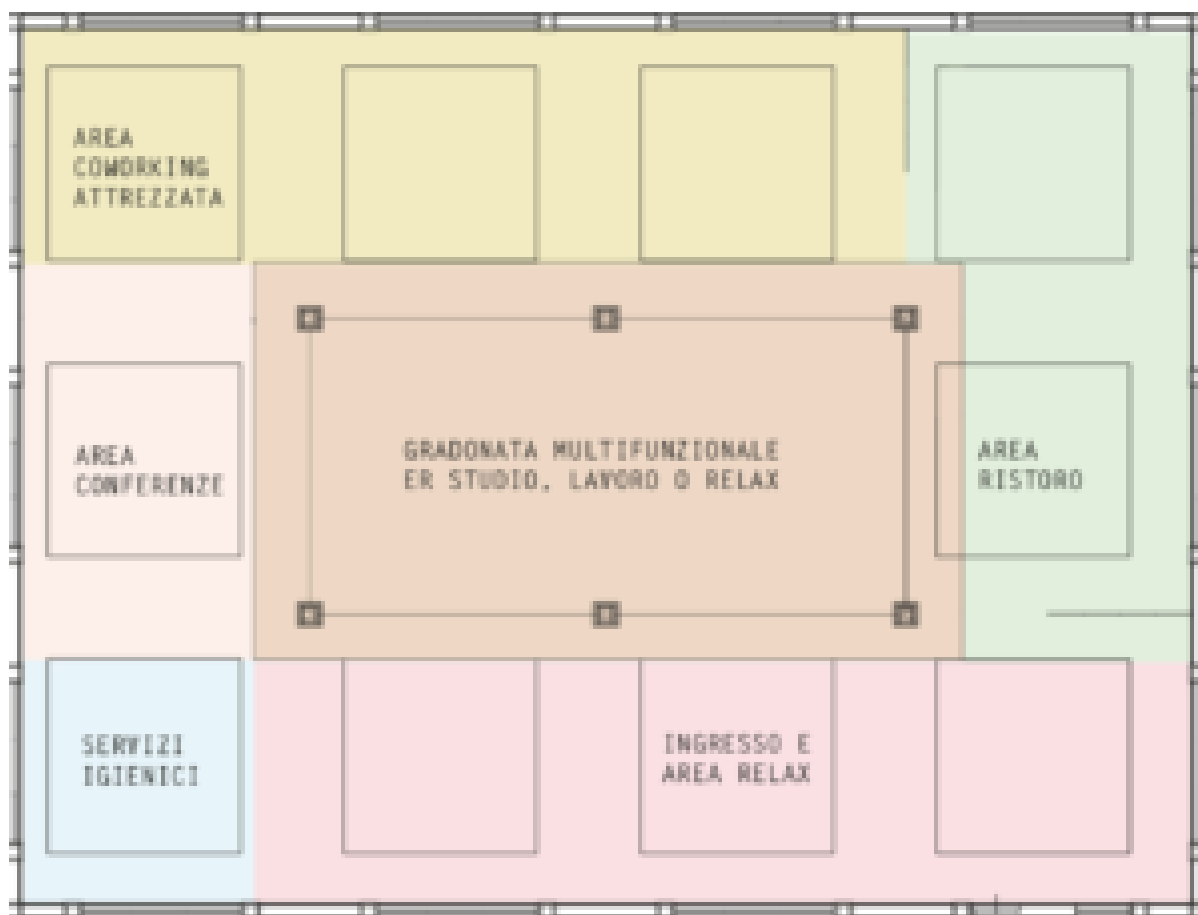 AREA
COWORKING
ATTREZZATA
AREA
CONFERENZE
GRADONATA MULTIFUNZIONALE
ER STUDIO, LAVORO O RELAX
AREA
RISTORO
SERVIZI
IGIENICI
INGRESSO E
AREA RELAX